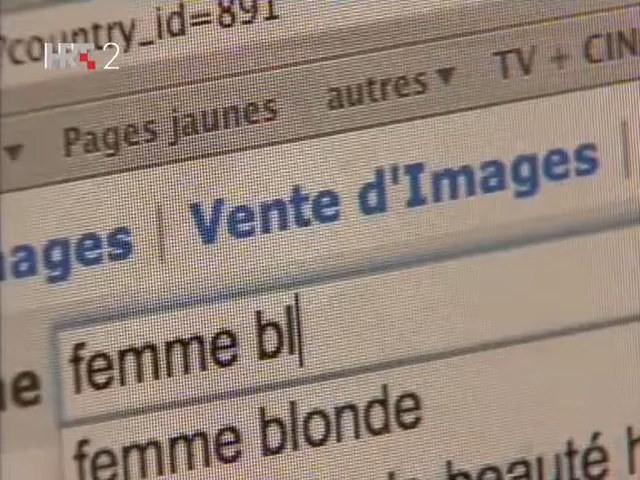 ?country_id=891
HRT 2
Pages jaunes autres TV + CIN
ages | Vente d'Images |
e femme bl
femme blonde
beauté h